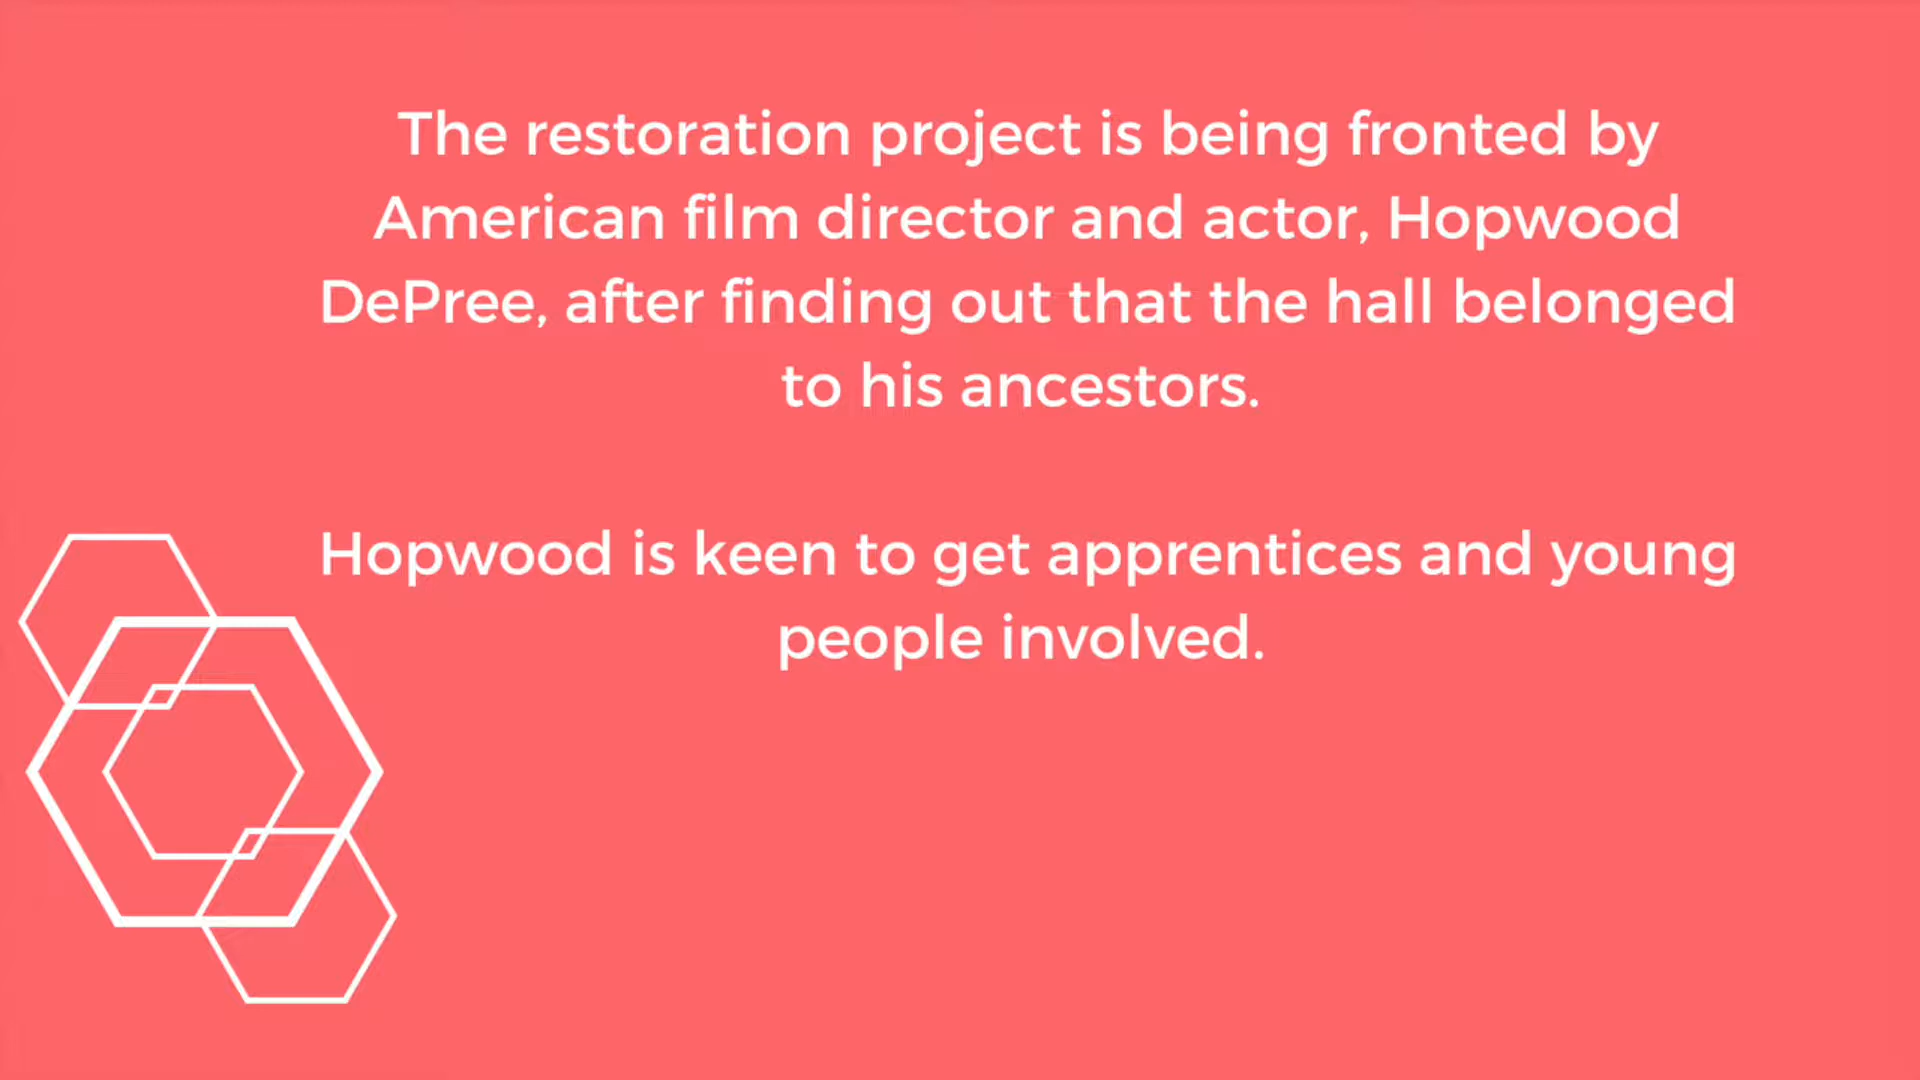 The restoration project is being fronted by
American film director and actor, Hopwood
DePree, after finding out that the hall belonged
to his ancestors.
Hopwood is keen to get apprentices and young
people involved.